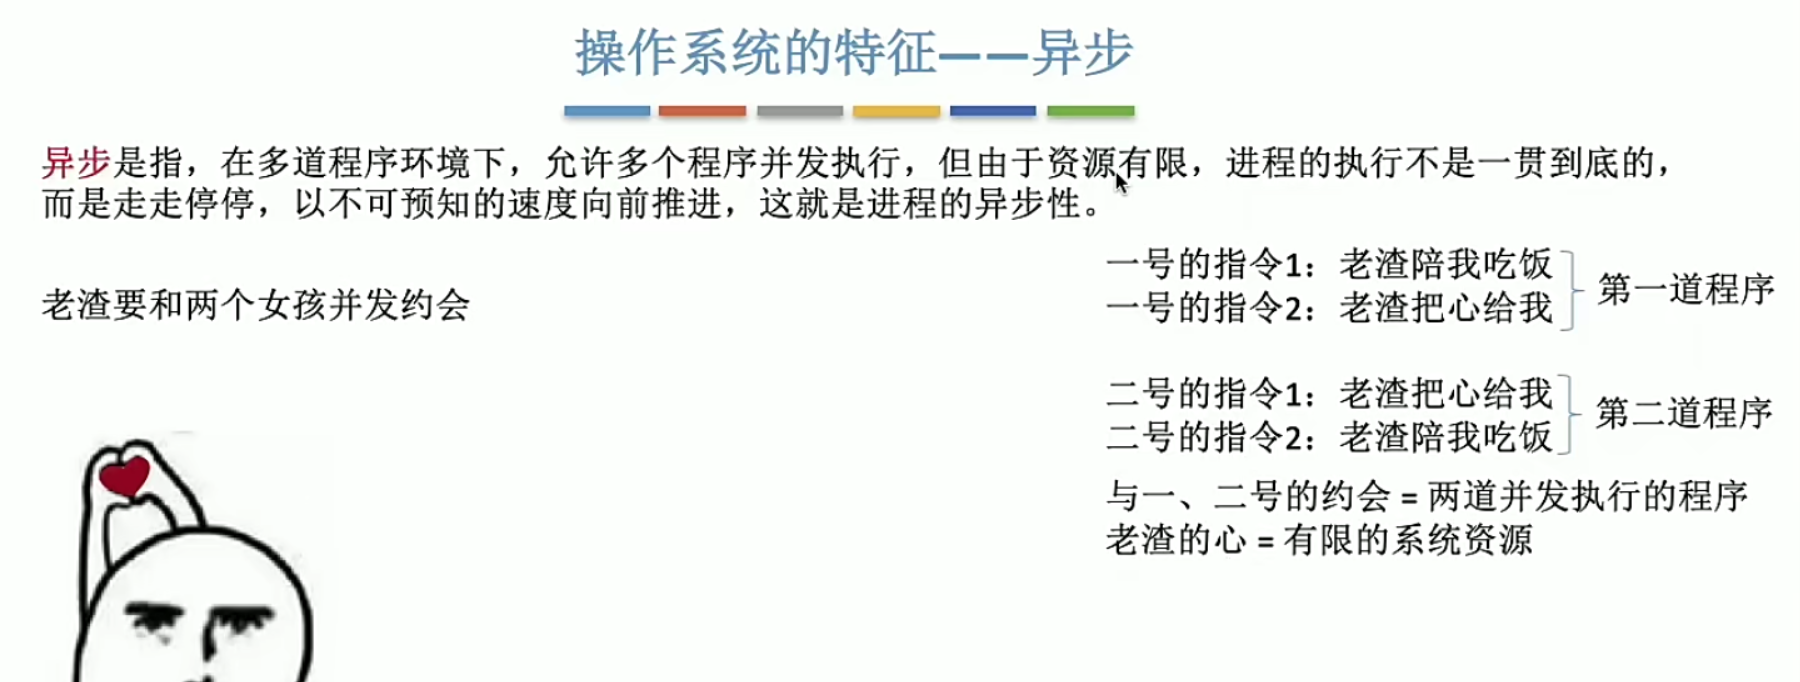 操作系统的特征——异步
异步是指，在多道程序环境下，允许多个程序并发执行，但由于资源有限，进程的执行不是一贯到底的，
而是走走停停，以不可预知的速度向前推进，这就是进程的异步性。
老渣要和两个女孩并发约会
一号的指令1：老渣陪我吃饭
一号的指令2：老渣把心给我
第一道程序
二号的指令1：老渣把心给我
二号的指令2：老渣陪我吃饭
第二道程序
与一、二号的约会 = 两道并发执行的程序
老渣的心 = 有限的系统资源